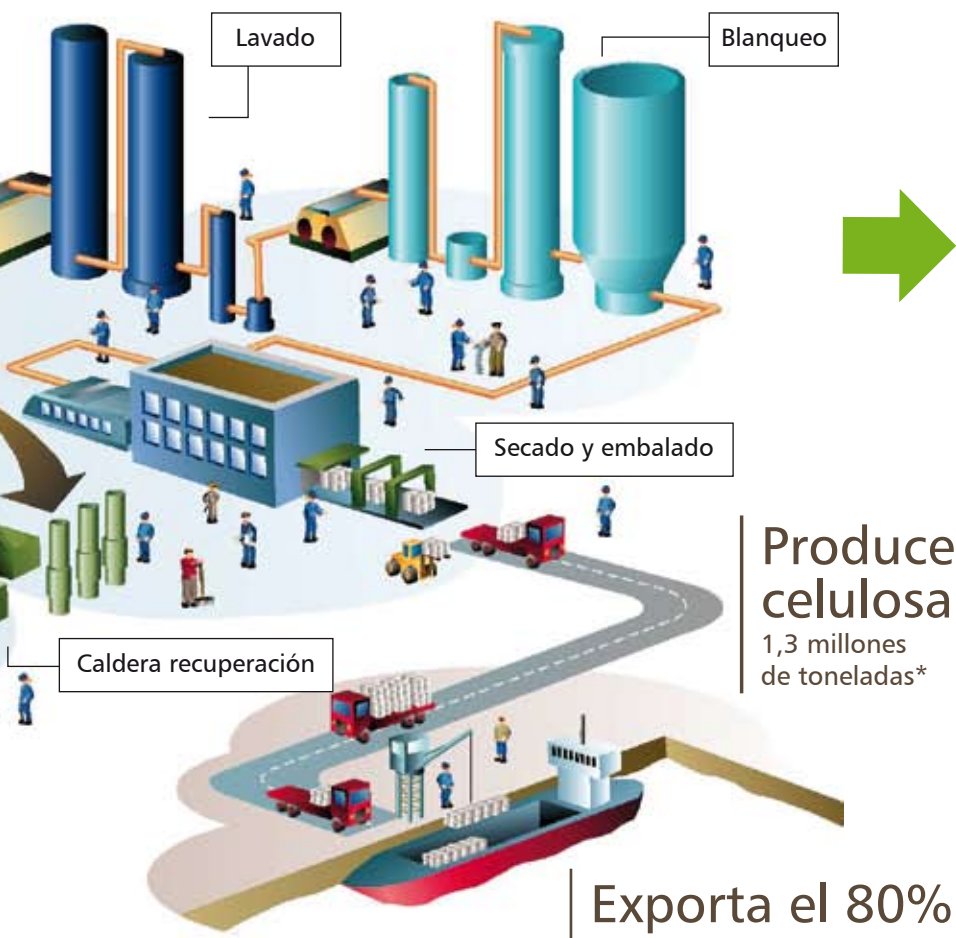 Lavado
Blanqueo
Secado y embalado
Produce
celulosa
1,3 millones
de toneladas*
Caldera recuperación
Exporta el 80%